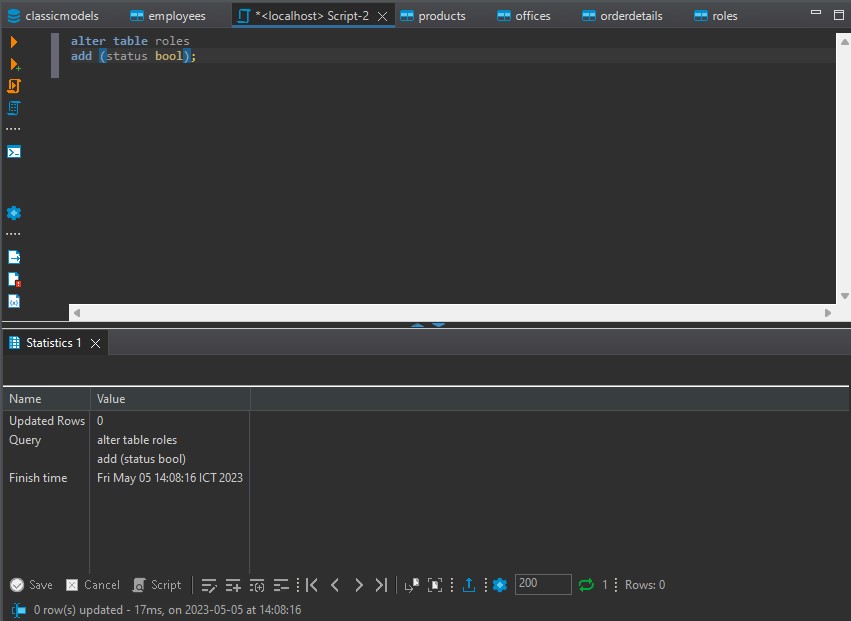 classicmodels employees *<localhost> Script-2 products offices orderdetails roles
alter table roles
add (status bool);
Statistics 1
Name Value
Updated Rows 0
Query alter table roles
add (status bool)
Finish time Fri May 05 14:08:16 ICT 2023
Save Cancel Script 200 1 Rows: 0
0 row(s) updated - 17ms, on 2023-05-05 at 14:08:16